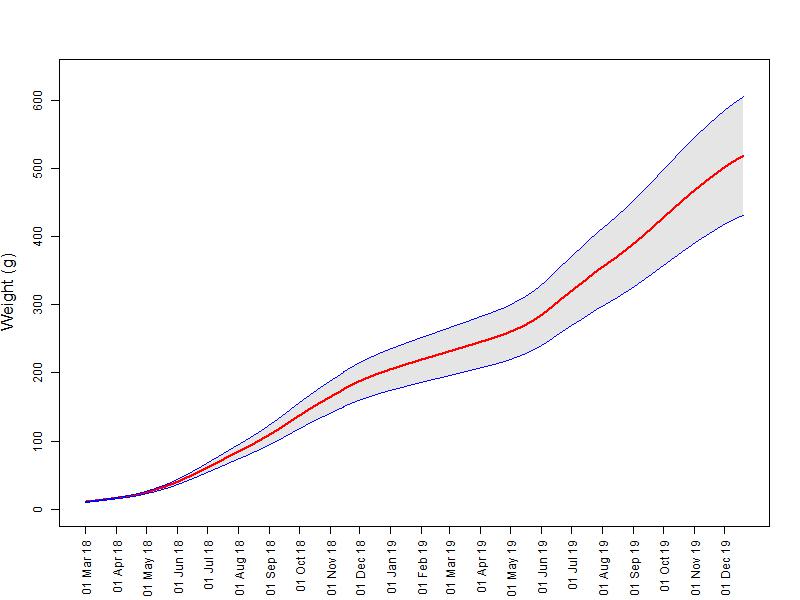 Weight (g)
600
500
400
300
200
100
0
01 Mar 18
01 Apr 18
01 May 18
01 Jun 18
01 Jul 18
01 Aug 18
01 Sep 18
01 Oct 18
01 Nov 18
01 Dec 18
01 Jan 19
01 Feb 19
01 Mar 19
01 Apr 19
01 May 19
01 Jun 19
01 Jul 19
01 Aug 19
01 Sep 19
01 Oct 19
01 Nov 19
01 Dec 19